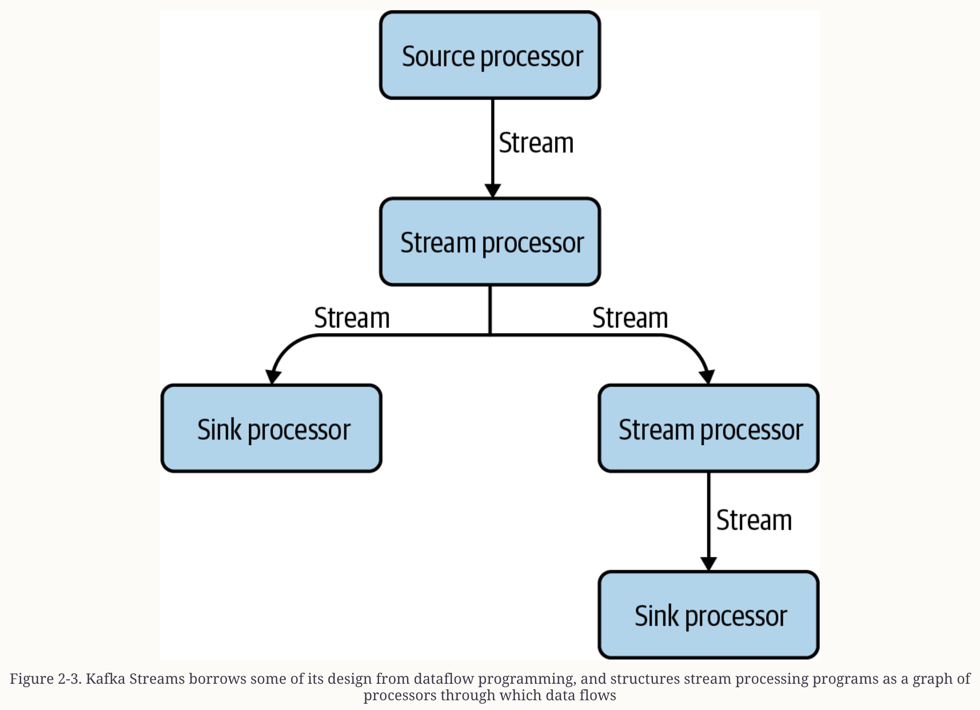 Source processor
Stream
Stream processor
Stream
Stream
Sink processor
Stream processor
Stream
Sink processor
Figure 2-3. Kafka Streams borrows some of its design from dataflow programming, and structures stream processing programs as a graph of
processors through which data flows